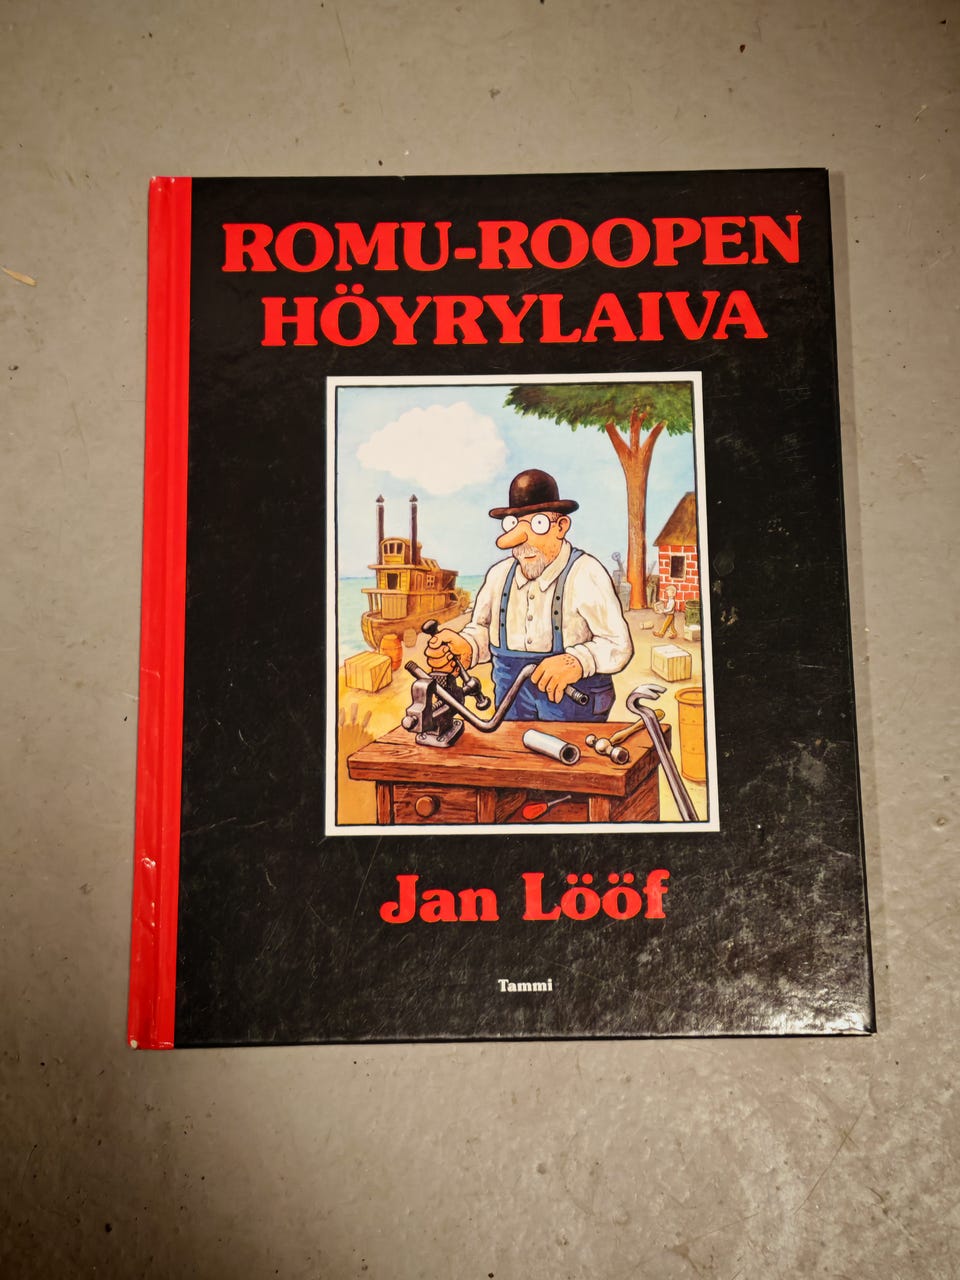 ROMU-ROOPEN
HÖYRYLAIVA
Jan Lööf
Tammi